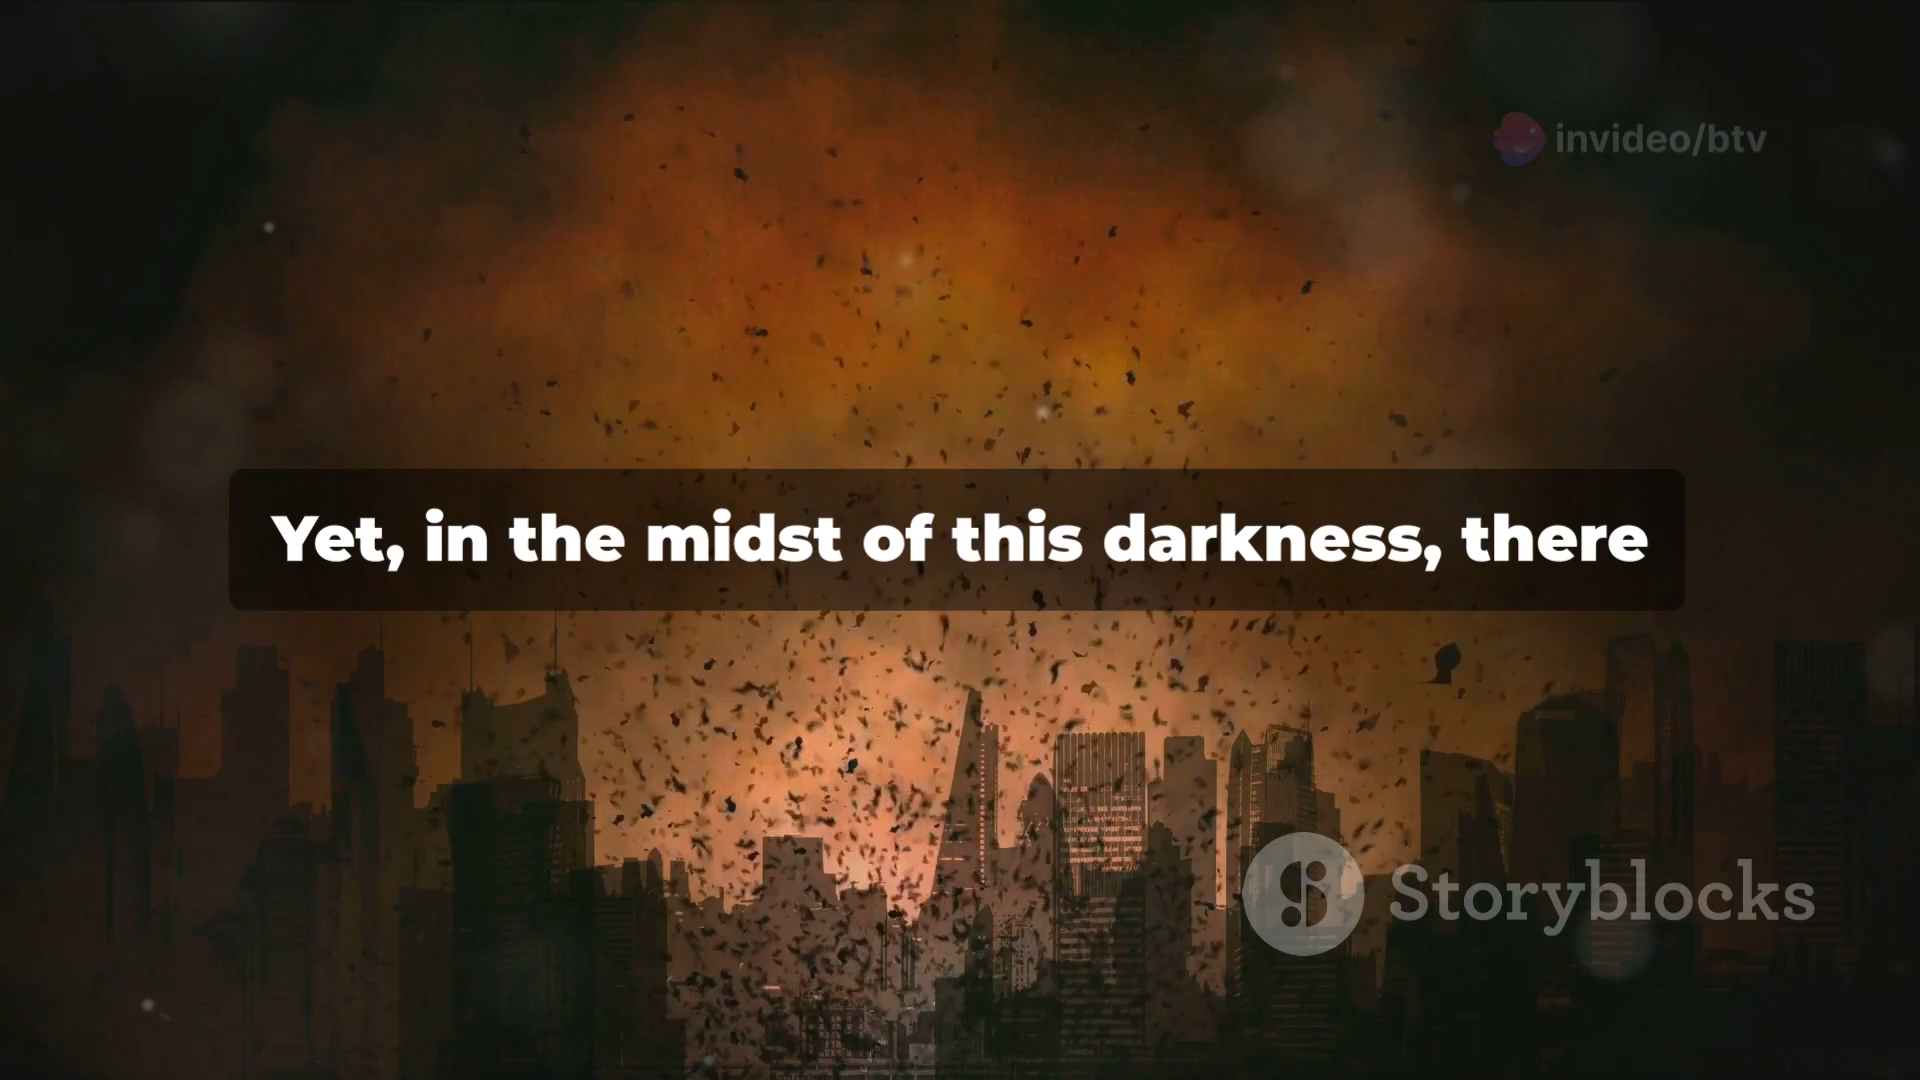 invideo/btv
Yet, in the midst of this darkness, there
Storyblocks